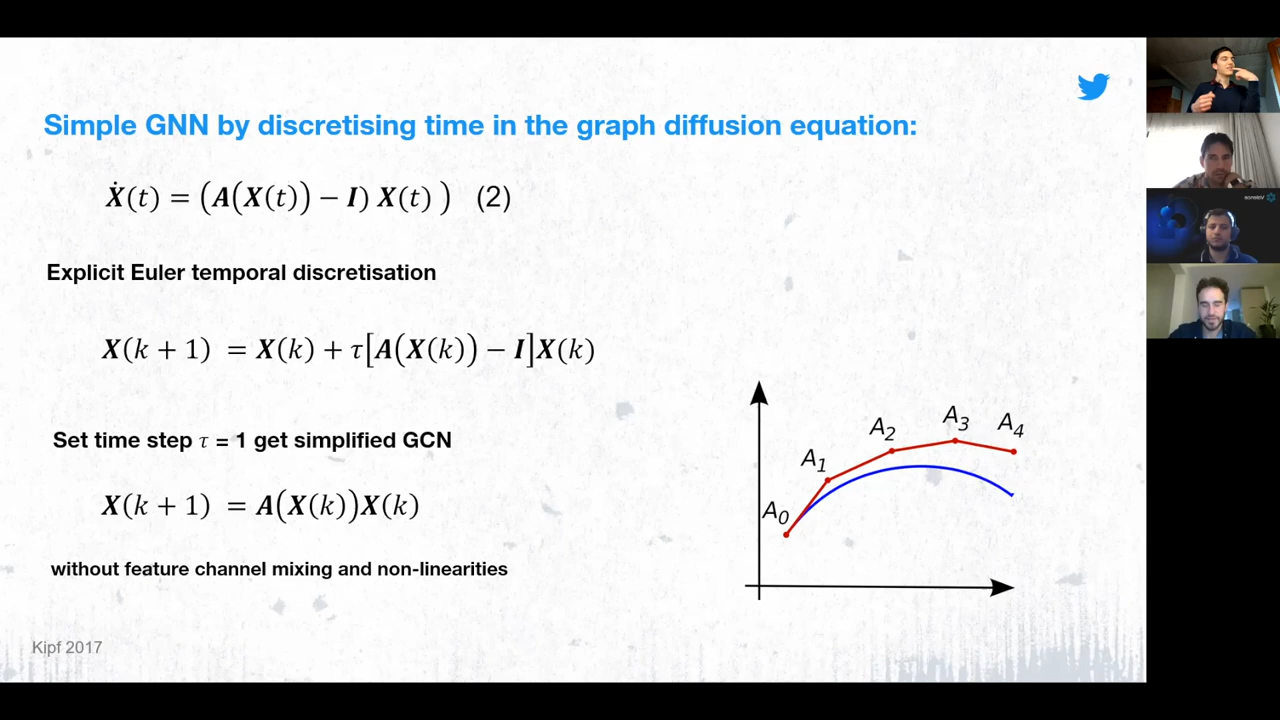 Simple GNN by discretising time in the graph diffusion equation:
Ẋ(t) = (A(X(t)) − I) X(t) ) (2)
Explicit Euler temporal discretisation
X(k + 1) = X(k) + τ[A(X(k)) − I]X(k)
Set time step τ = 1 get simplified GCN
X(k + 1) = A(X(k))X(k)
without feature channel mixing and non-linearities
Kipf 2017
A0
A1
A2
A3
A4